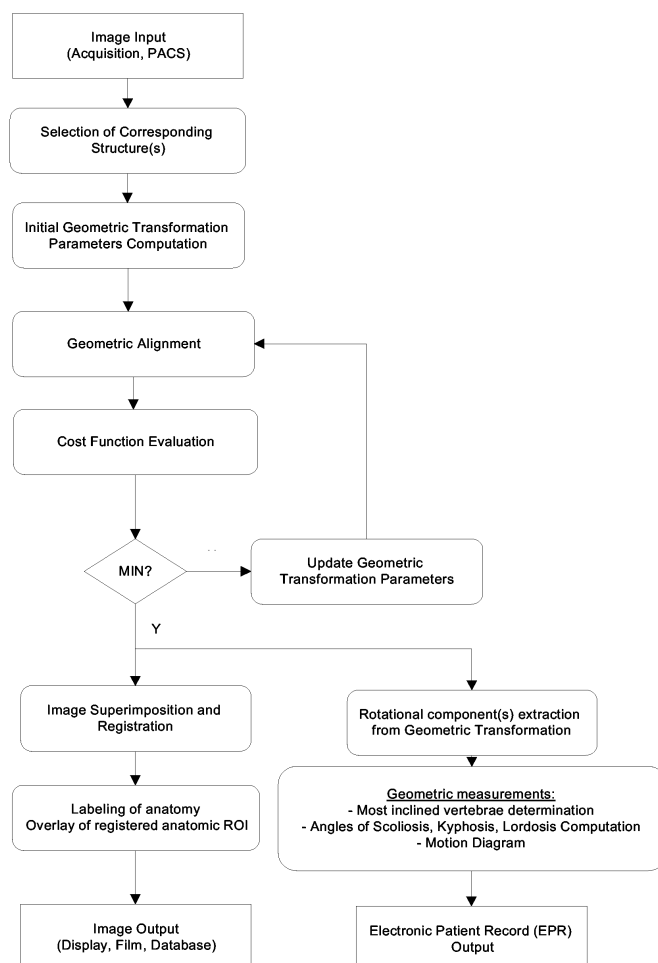 Image Input
(Acquisition, PACS)
Selection of Corresponding
Structure(s)
Initial Geometric Transformation
Parameters Computation
Geometric Alignment
Cost Function Evaluation
MIN?
Update Geometric
Transformation Parameters
Y
Image Superimposition and
Registration
Rotational component(s) extraction
from Geometric Transformation
Labeling of anatomy
Overlay of registered anatomic ROI
Geometric measurements:
- Most inclined vertebrae determination
- Angles of Scoliosis, Kyphosis, Lordosis Computation
- Motion Diagram
Image Output
(Display, Film, Database)
Electronic Patient Record (EPR)
Output